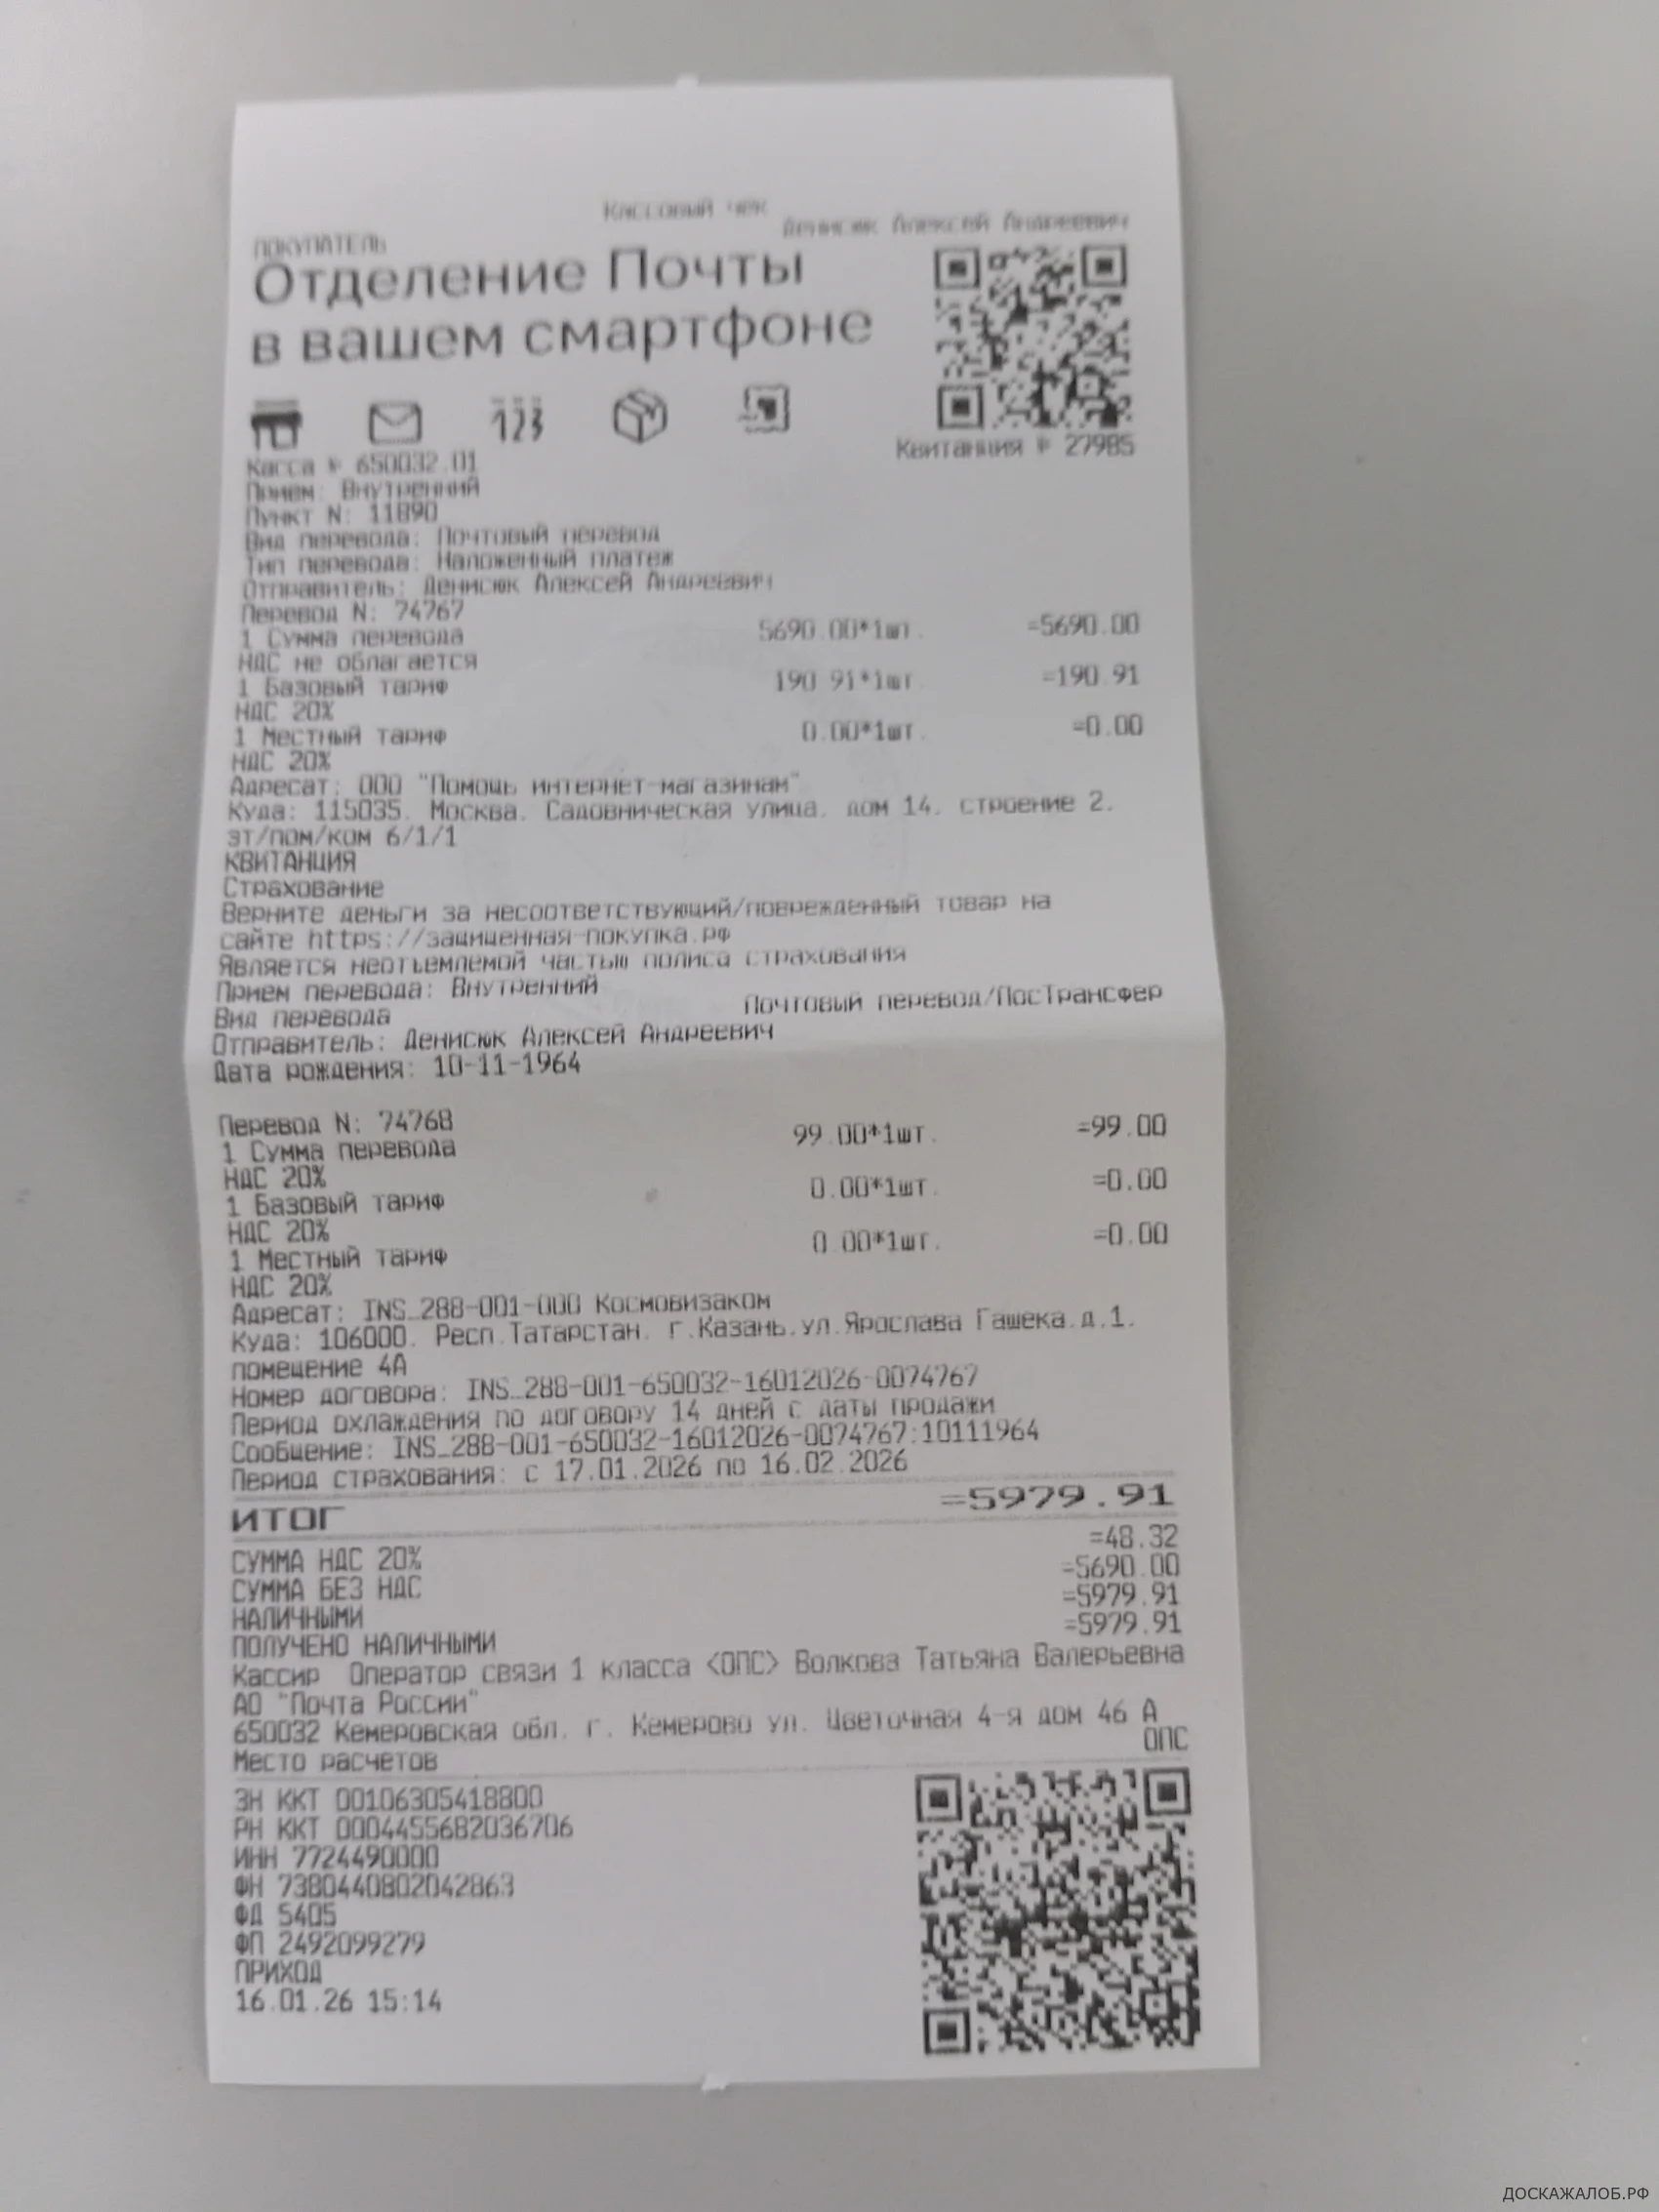 Кассовый чек
ПОКУПАТЕЛЬ Денисюк Алексей Андреевич
Отделение Почты
в вашем смартфоне
123
Квитанция № 27985
Касса № 650032.01
Прием: Внутренний
Пункт N: 11890
Вид перевода: Почтовый перевод
Тип перевода: Наложенный платеж
Отправитель: Денисюк Алексей Андреевич
Перевод N: 74767
1 Сумма перевода 5690.00*1шт. =5690.00
НДС не облагается
1 Базовый тариф 190.91*1шт. =190.91
НДС 20%
1 Местный тариф 0.00*1шт. =0.00
НДС 20%
Адресат: ООО "Помощь интернет-магазинам"
Куда: 115035, Москва, Садовническая улица, дом 14, строение 2,
эт/пом/ком 6/1/1
КВИТАНЦИЯ
Страхование
Верните деньги за несоответствующий/поврежденный товар на
сайте https://защищенная-покупка.рф
Является неотъемлемой частью полиса страхования
Прием перевода: Внутренний
Вид перевода Почтовый перевод/ПосТрансфер
Отправитель: Денисюк Алексей Андреевич
Дата рождения: 10-11-1964
Перевод N: 74768
1 Сумма перевода 99.00*1шт. =99.00
НДС 20%
1 Базовый тариф 0.00*1шт. =0.00
НДС 20%
1 Местный тариф 0.00*1шт. =0.00
НДС 20%
Адресат: INS_288-001-000 Космовизаком
Куда: 106000, Респ.Татарстан, г.Казань,ул.Ярослава Гашека,д.1,
помещение 4А
Номер договора: INS_288-001-650032-16012026-0074767
Период охлаждения по договору 14 дней с даты продажи
Сообщение: INS_288-001-650032-16012026-0074767:10111964
Период страхования: с 17.01.2026 по 16.02.2026
ИТОГ =5979.91
СУММА НДС 20% =48.32
СУММА БЕЗ НДС =5690.00
НАЛИЧНЫМИ =5979.91
ПОЛУЧЕНО НАЛИЧНЫМИ =5979.91
Кассир Оператор связи 1 класса <ОПС> Волкова Татьяна Валерьевна
АО "Почта России"
650032 Кемеровская обл. г. Кемерово ул. Цветочная 4-я дом 46 А
Место расчетов ОПС
ЗН ККТ 00106305418800
РН ККТ 0004455682036706
ИНН 7724490000
ФН 7380440802042863
ФД 5405
ФП 2492099279
ПРИХОД
16.01.26 15:14
ДОСКАЖАЛОБ.РФ